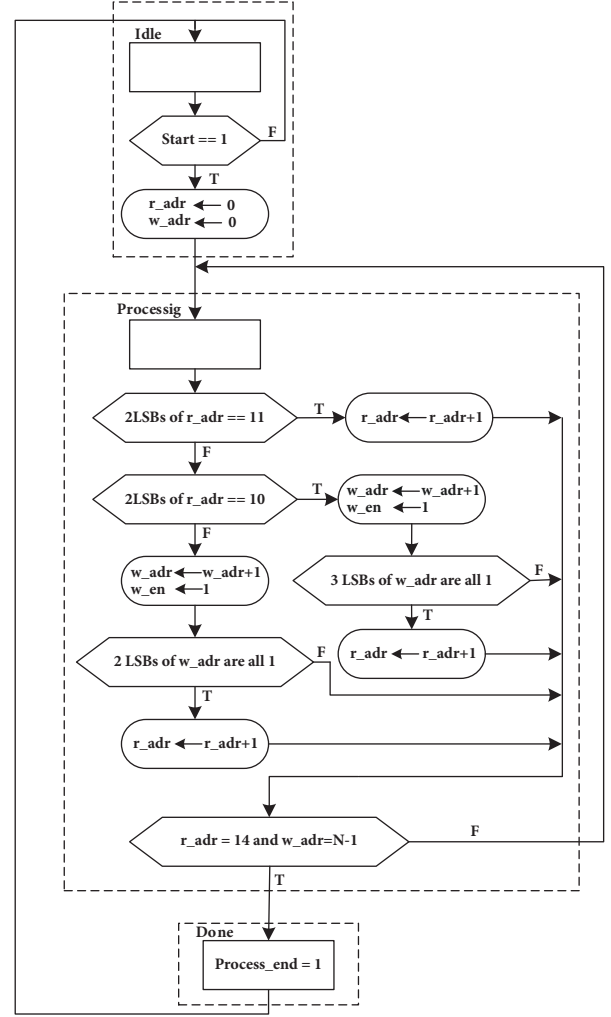 Idle
Start == 1
F
T
r_adr ← 0
w_adr ← 0
Processig
2LSBs of r_adr == 11
T
r_adr ← r_adr+1
F
2LSBs of r_adr == 10
T
w_adr ← w_adr+1
w_en ← 1
F
w_adr ← w_adr+1
w_en ← 1
3 LSBs of w_adr are all 1
F
T
2 LSBs of w_adr are all 1
F
r_adr ← r_adr+1
T
r_adr ← r_adr+1
r_adr = 14 and w_adr=N-1
F
T
Done
Process_end = 1